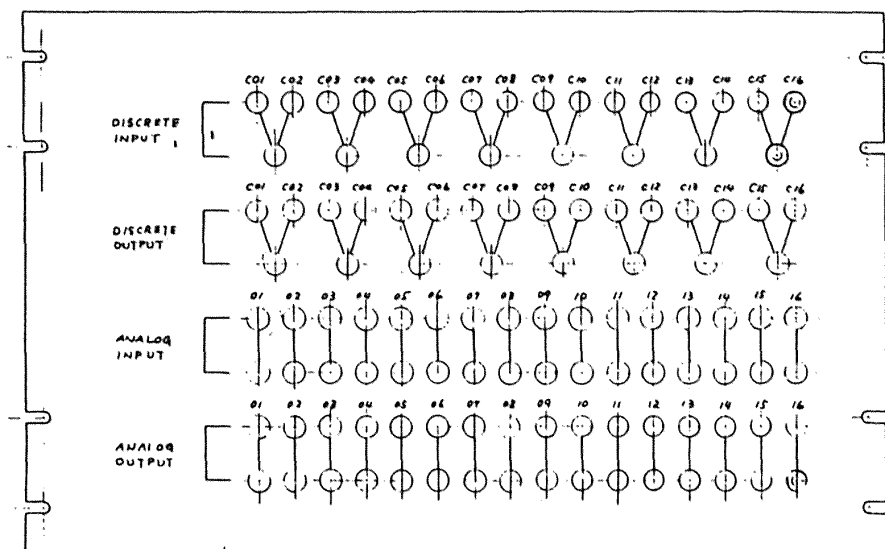 C01 C02 C03 C04 C05 C06 C07 C08 C09 C10 C11 C12 C13 C14 C15 C16
DISCRETE
INPUT
C01 C02 C03 C04 C05 C06 C07 C08 C09 C10 C11 C12 C13 C14 C15 C16
DISCRETE
OUTPUT
01 02 03 04 05 06 07 08 09 10 11 12 13 14 15 16
ANALOG
INPUT
01 02 03 04 05 06 07 08 09 10 11 12 13 14 15 16
ANALOG
OUTPUT